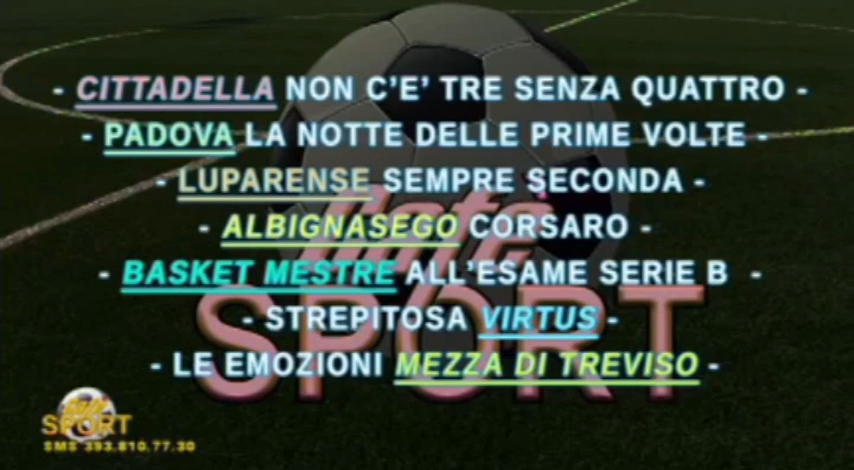 - CITTADELLA NON C'E' TRE SENZA QUATTRO -
- PADOVA LA NOTTE DELLE PRIME VOLTE -
- LUPARENSE SEMPRE SECONDA -
- ALBIGNASEGO CORSARO -
- BASKET MESTRE ALL'ESAME SERIE B -
- STREPITOSA VIRTUS -
- LE EMOZIONI MEZZA DI TREVISO -
SPORT
SPORT
SMS 393.810.77.30